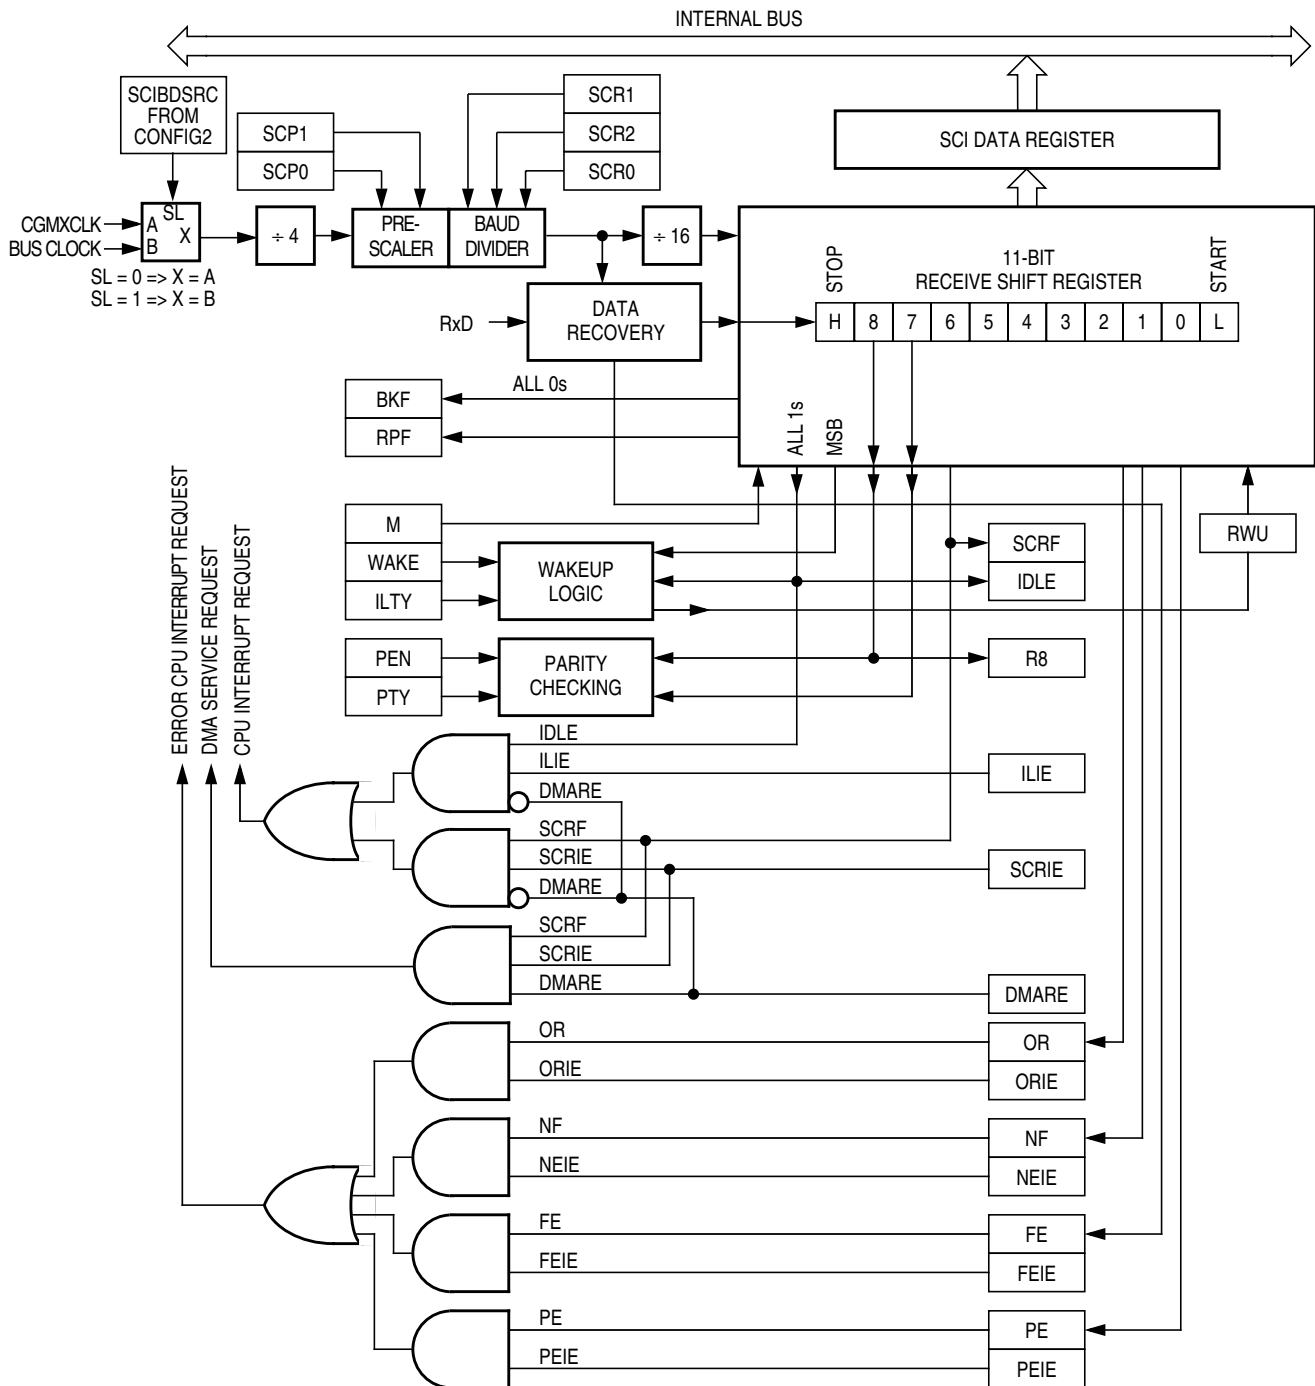 INTERNAL BUS
SCIBDSRC
FROM
CONFIG2
SCP1
SCP0
SCR1
SCR2
SCR0
SCI DATA REGISTER
CGMXCLK
BUS CLOCK
SL
A
X
B
SL = 0 => X = A
SL = 1 => X = B
÷ 4
PRE-
SCALER
BAUD
DIVIDER
÷ 16
RxD
DATA
RECOVERY
STOP
11-BIT
RECEIVE SHIFT REGISTER
START
H 8 7 6 5 4 3 2 1 0 L
ALL 0s
BKF
RPF
ALL 1s
MSB
M
WAKE
ILTY
WAKEUP
LOGIC
SCRF
IDLE
RWU
PEN
PTY
PARITY
CHECKING
R8
ERROR CPU INTERRUPT REQUEST
DMA SERVICE REQUEST
CPU INTERRUPT REQUEST
IDLE
ILIE
DMARE
ILIE
SCRF
SCRIE
DMARE
SCRIE
SCRF
SCRIE
DMARE
DMARE
OR
ORIE
OR
ORIE
NF
NEIE
NF
NEIE
FE
FEIE
FE
FEIE
PE
PEIE
PE
PEIE